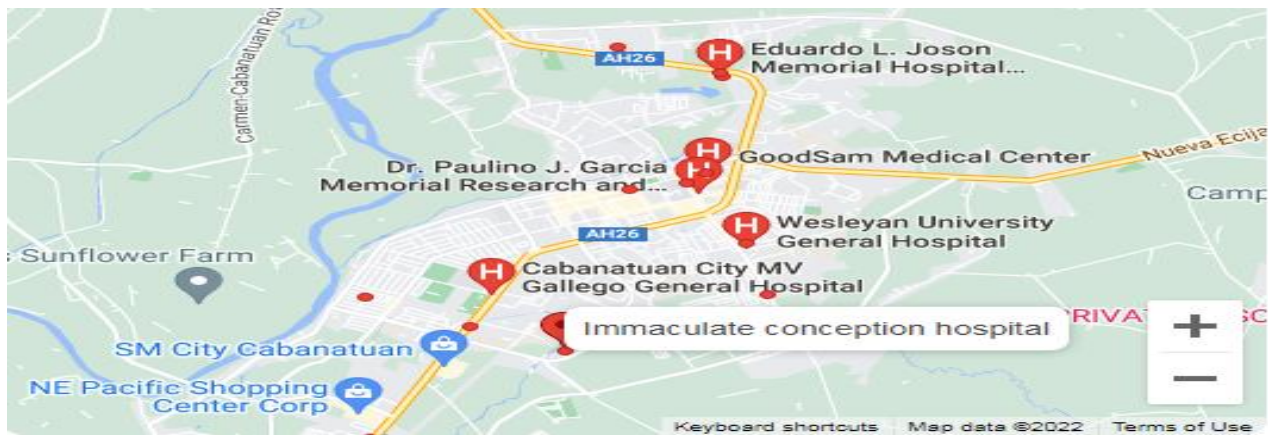 Carmen-Cabanatuan
AH26
Eduardo L. Joson
Memorial Hospital...
Dr. Paulino J. Garcia
Memorial Research and...
GoodSam Medical Center
Nueva Ecija
Camp
Wesleyan University
General Hospital
AH26
Sunflower Farm
Cabanatuan City MV
Gallego General Hospital
Immaculate conception hospital
SM City Cabanatuan
NE Pacific Shopping
Center Corp
Keyboard shortcuts
Map data ©2022
Terms of Use